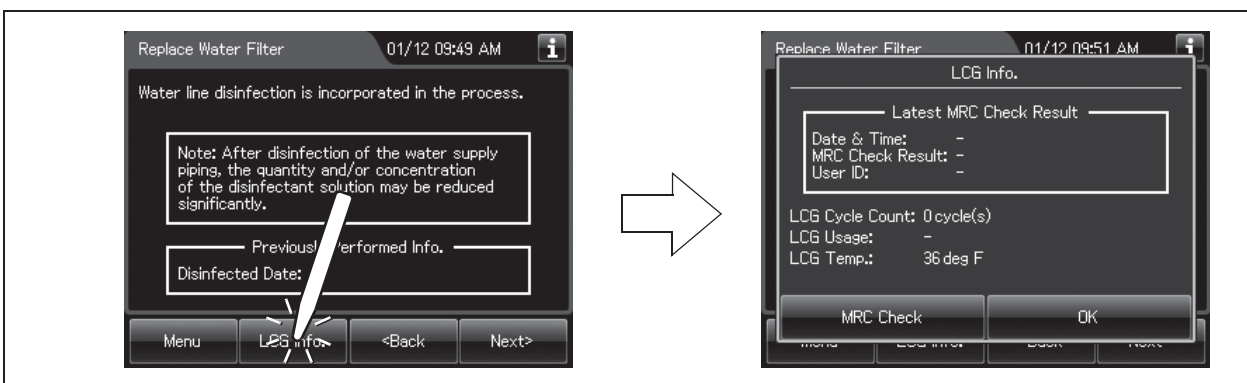 Replace Water Filter 01/12 09:49 AM i
Water line disinfection is incorporated in the process.
Note: After disinfection of the water supply
piping, the quantity and/or concentration
of the disinfectant solution may be reduced
significantly.
Performed Info.
Disinfected Date:
Menu LCG Info. <Back Next>
Replace Water Filter 01/12 09:51 AM i
LCG Info.
Latest MRC Check Result
Date & Time: -
MRC Check Result: -
User ID: -
LCG Cycle Count: 0 cycle(s)
LCG Usage: -
LCG Temp.: 36 deg F
MRC Check OK